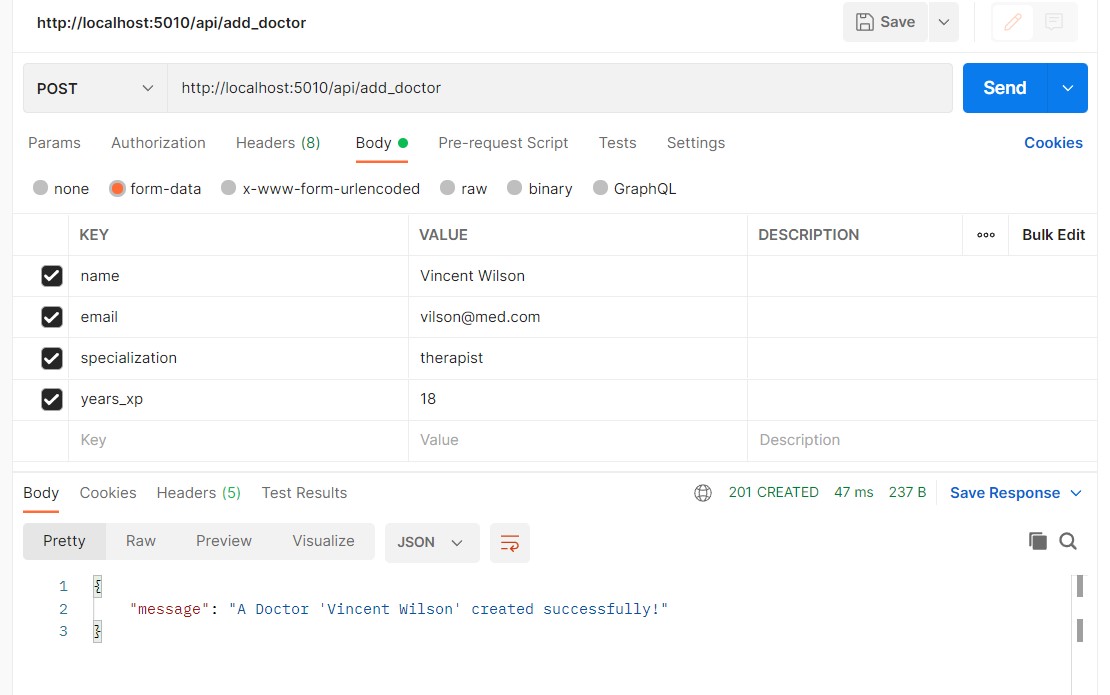 http://localhost:5010/api/add_doctor Save
POST http://localhost:5010/api/add_doctor Send
Params Authorization Headers (8) Body Pre-request Script Tests Settings Cookies
none form-data x-www-form-urlencoded raw binary GraphQL
KEY VALUE DESCRIPTION ooo Bulk Edit
name Vincent Wilson
email vilson@med.com
specialization therapist
years_xp 18
Key Value Description
Body Cookies Headers (5) Test Results 201 CREATED 47 ms 237 B Save Response
Pretty Raw Preview Visualize JSON
1 {
2 "message": "A Doctor 'Vincent Wilson' created successfully!"
3 }